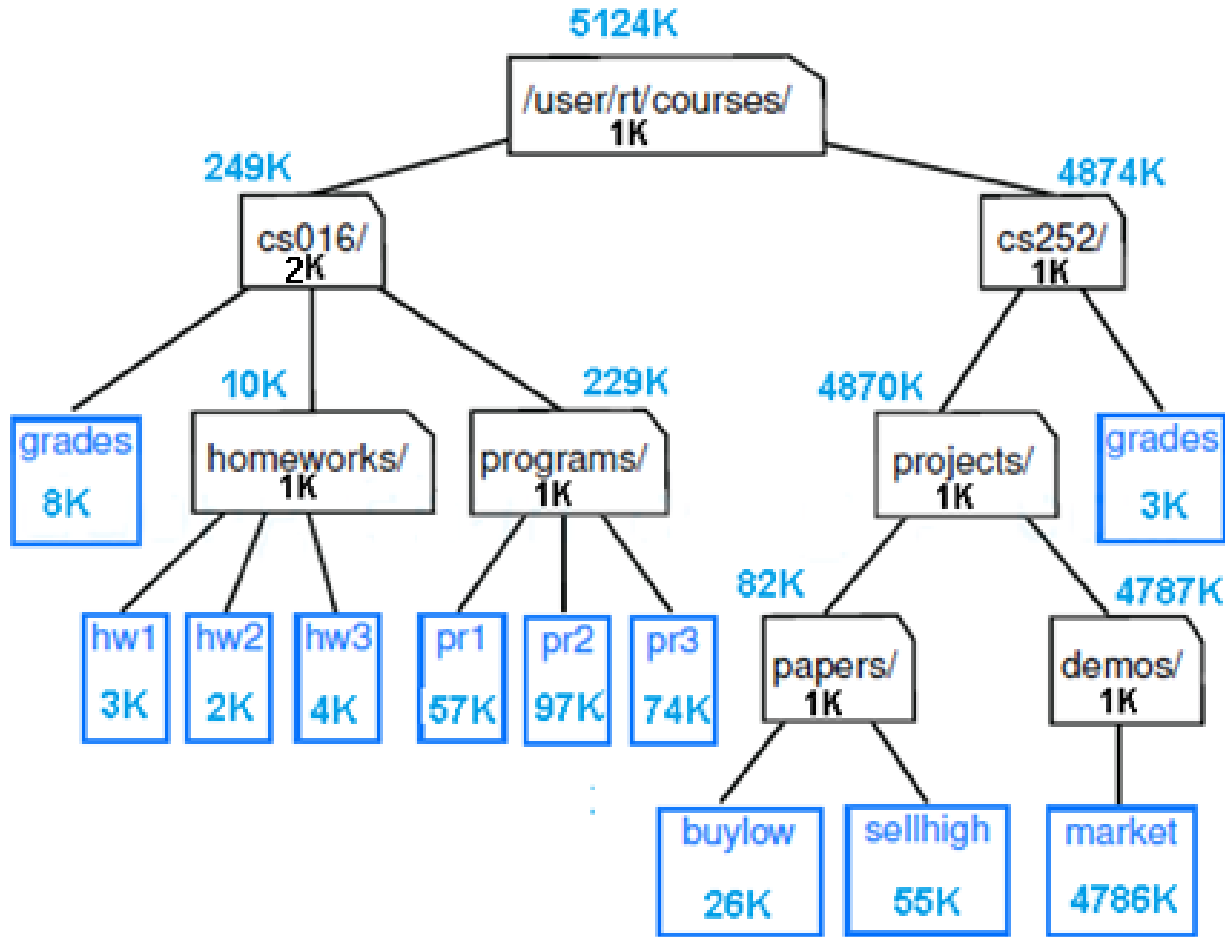 5124K
/user/rt/courses/
1K
249K
4874K
cs016/
2K
cs252/
1K
10K
229K
4870K
grades
8K
homeworks/
1K
programs/
1K
projects/
1K
grades
3K
82K
4787K
hw1
3K
hw2
2K
hw3
4K
pr1
57K
pr2
97K
pr3
74K
papers/
1K
demos/
1K
buylow
26K
sellhigh
55K
market
4786K